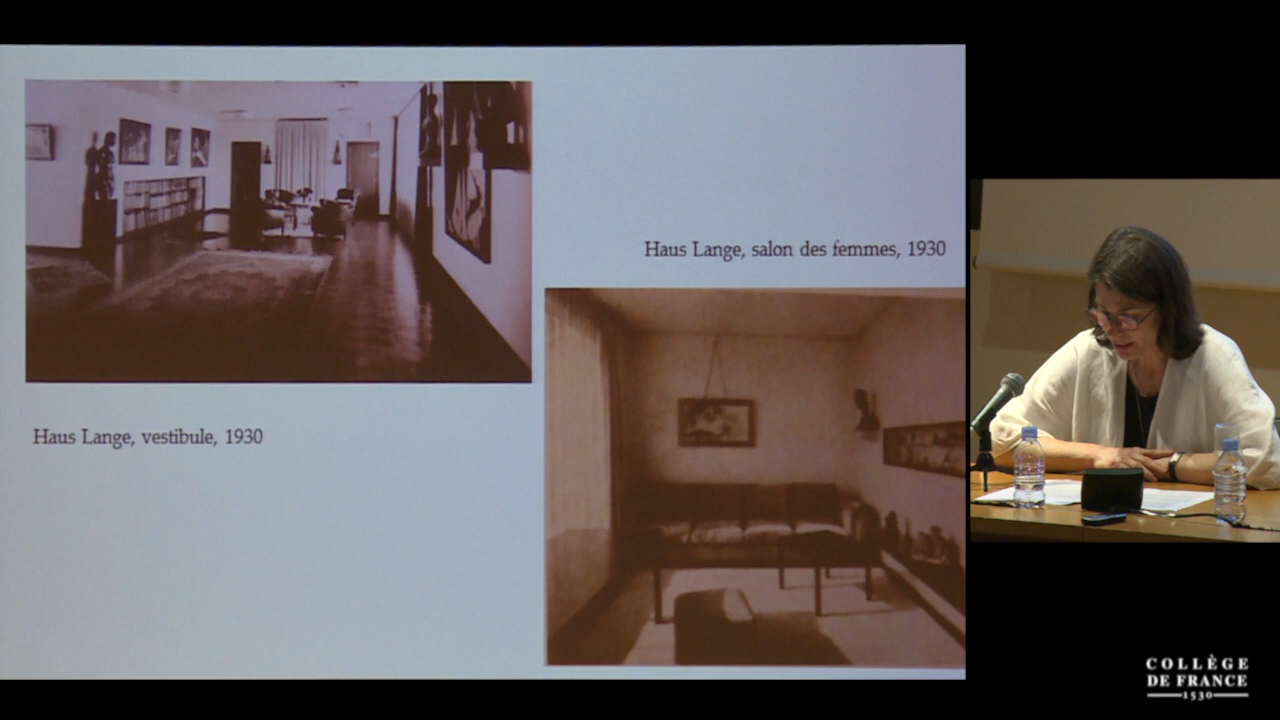 Haus Lange, salon des femmes, 1930
Haus Lange, vestibule, 1930
COLLÈGE
DE FRANCE
1530